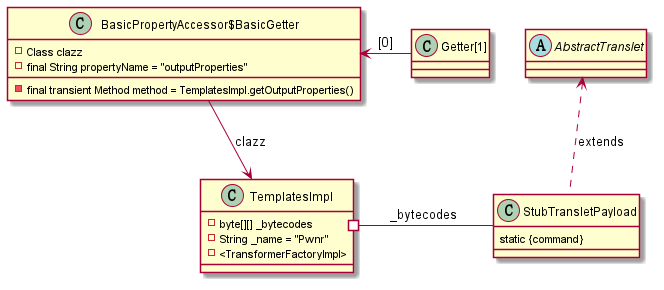 C BasicPropertyAccessor$BasicGetter
Class clazz
final String propertyName = "outputProperties"
final transient Method method = TemplatesImpl.getOutputProperties()
[0]
C Getter[1]
A AbstractTranslet
clazz
extends
C TemplatesImpl
byte[][] _bytecodes
String _name = "Pwnr"
<TransformerFactoryImpl>
_bytecodes
C StubTransletPayload
static {command}